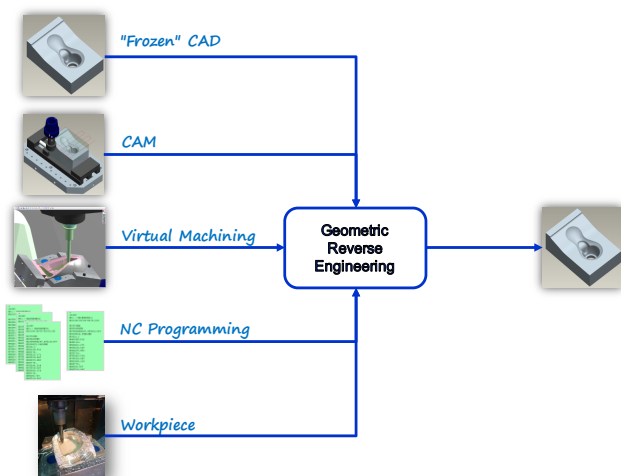 "Frozen" CAD
CAM
Virtual Machining
Geometric
Reverse
Engineering
NC Programming
Workpiece